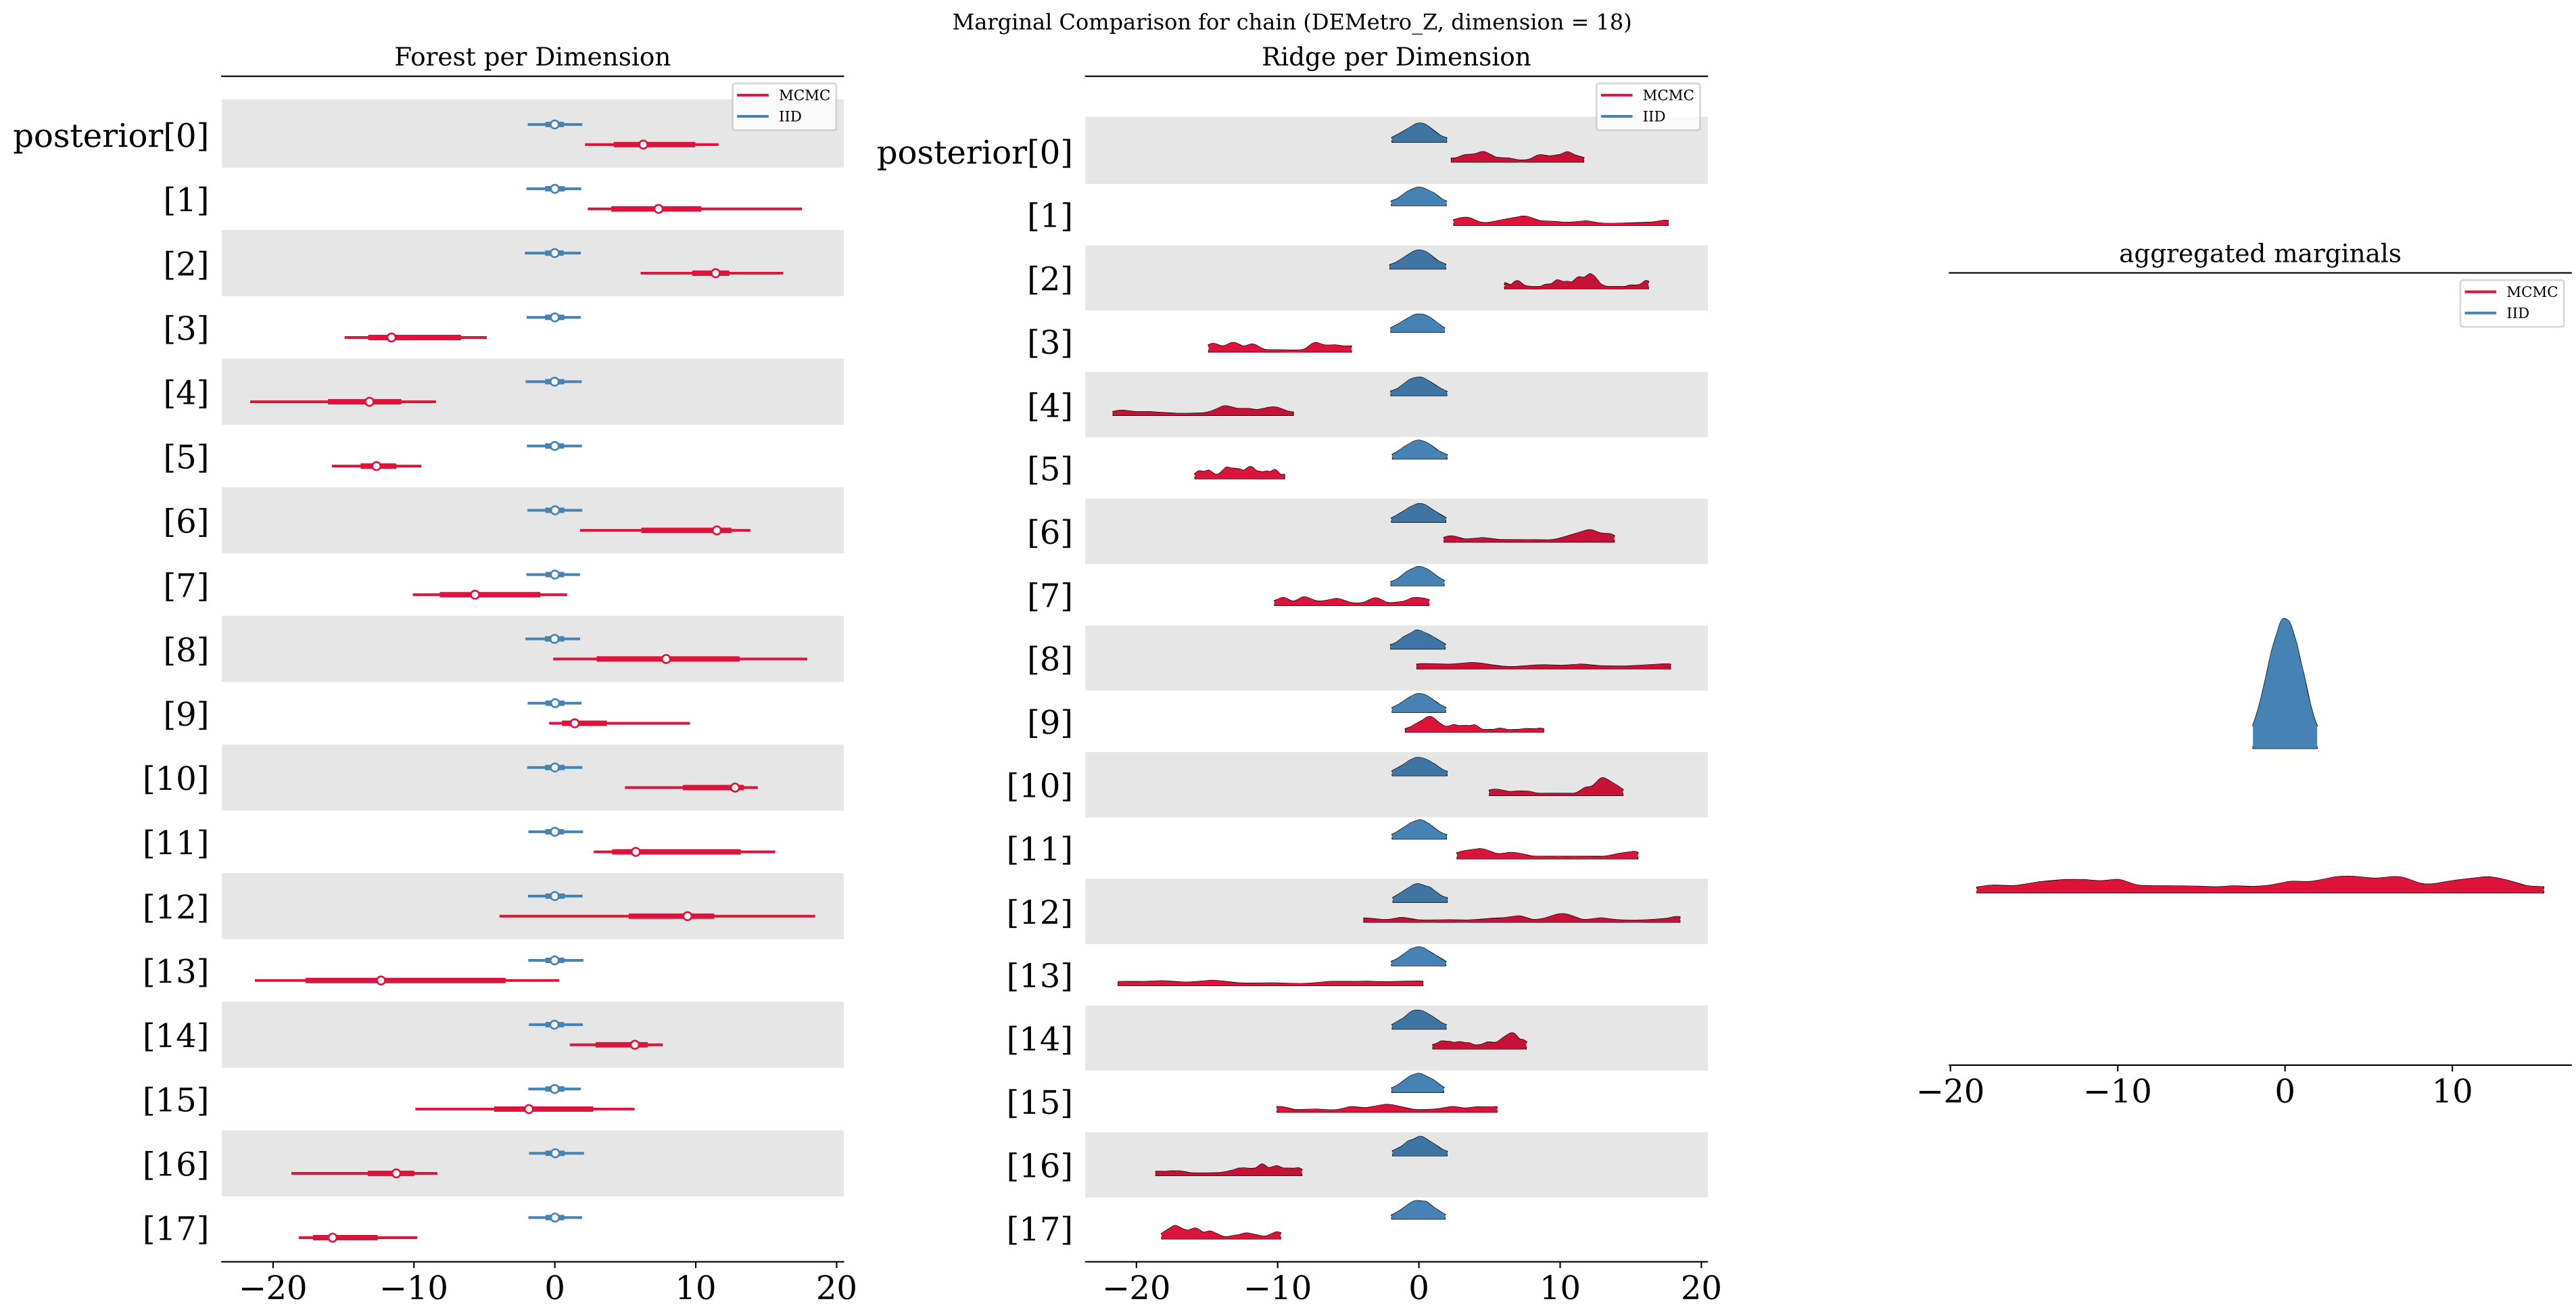 Marginal Comparison for chain (DEMetro_Z, dimension = 18)
Forest per Dimension
MCMC
IID
posterior[0]
[1]
[2]
[3]
[4]
[5]
[6]
[7]
[8]
[9]
[10]
[11]
[12]
[13]
[14]
[15]
[16]
[17]
−20 −10 0 10 20
Ridge per Dimension
MCMC
IID
posterior[0]
[1]
[2]
[3]
[4]
[5]
[6]
[7]
[8]
[9]
[10]
[11]
[12]
[13]
[14]
[15]
[16]
[17]
−20 −10 0 10 20
aggregated marginals
MCMC
IID
−20 −10 0 10